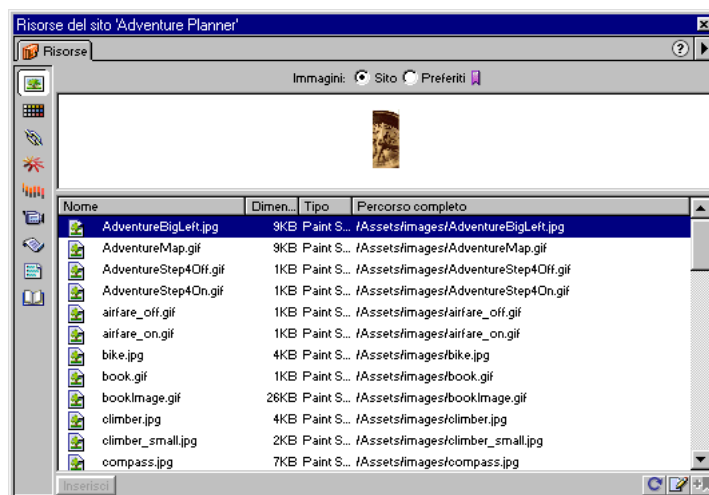 Risorse del sito 'Adventure Planner'
Risorse
Immagini: Sito Preferiti
Nome Dimen... Tipo Percorso completo
AdventureBigLeft.jpg 9KB Paint S... /Assets/images/AdventureBigLeft.jpg
AdventureMap.gif 9KB Paint S... /Assets/images/AdventureMap.gif
AdventureStep4Off.gif 1KB Paint S... /Assets/images/AdventureStep4Off.gif
AdventureStep4On.gif 1KB Paint S... /Assets/images/AdventureStep4On.gif
airfare_off.gif 1KB Paint S... /Assets/images/airfare_off.gif
airfare_on.gif 1KB Paint S... /Assets/images/airfare_on.gif
bike.jpg 4KB Paint S... /Assets/images/bike.jpg
book.gif 1KB Paint S... /Assets/images/book.gif
bookImage.gif 26KB Paint S... /Assets/images/bookImage.gif
climber.jpg 4KB Paint S... /Assets/images/climber.jpg
climber_small.jpg 2KB Paint S... /Assets/images/climber_small.jpg
compass.jpg 7KB Paint S... /Assets/images/compass.jpg
Inserisci